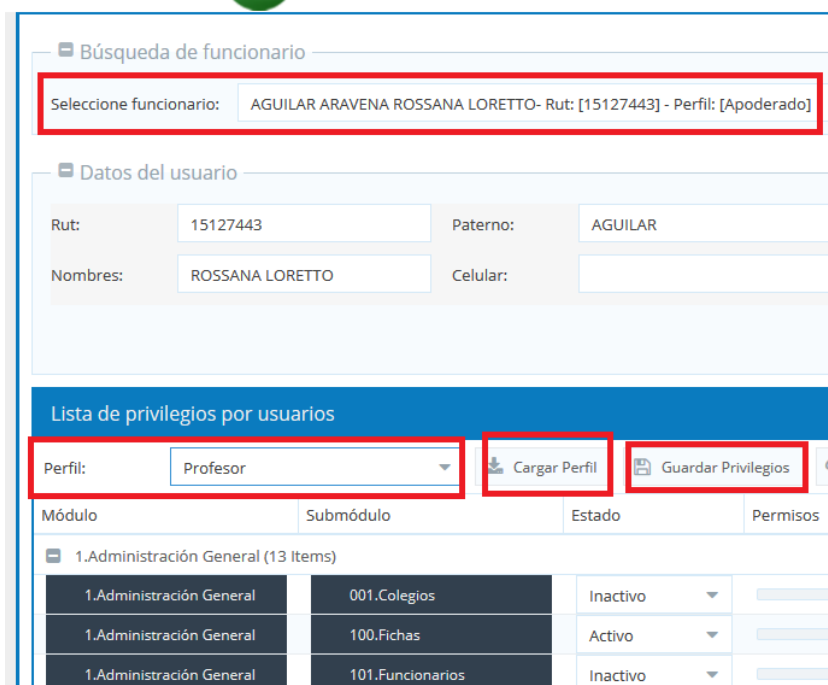 Búsqueda de funcionario
Seleccione funcionario: AGUILAR ARAVENA ROSSANA LORETTO- Rut: [15127443] - Perfil: [Apoderado]
Datos del usuario
Rut: 15127443 Paterno: AGUILAR
Nombres: ROSSANA LORETTO Celular:
Lista de privilegios por usuarios
Perfil: Profesor Cargar Perfil Guardar Privilegios
Módulo Submódulo Estado Permisos
1.Administración General (13 Items)
1.Administración General 001.Colegios Inactivo
1.Administración General 100.Fichas Activo
1.Administración General 101.Funcionarios Inactivo